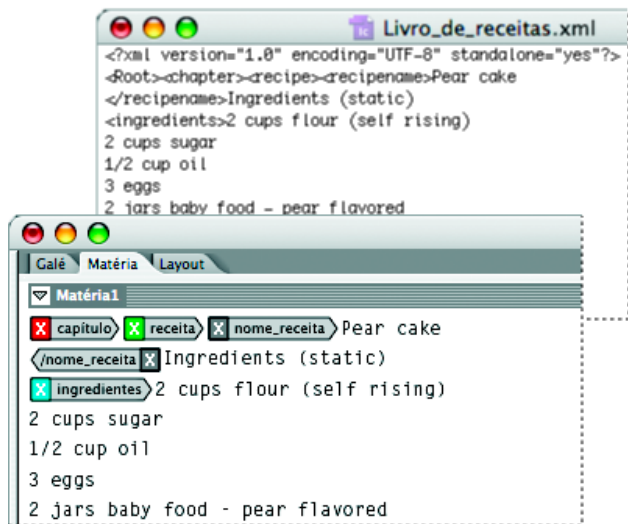 Livro_de_receitas.xml
<?xml version="1.0" encoding="UTF-8" standalone="yes"?>
<Root><chapter><recipe><recipename>Pear cake
</recipename>Ingredients (static)
<ingredients>2 cups flour (self rising)
2 cups sugar
1/2 cup oil
3 eggs
2 jars baby food - pear flavored
Galé Matéria Layout
Matéria1
X capítulo X receita X nome_receita Pear cake
/nome_receita X Ingredients (static)
X ingredientes 2 cups flour (self rising)
2 cups sugar
1/2 cup oil
3 eggs
2 jars baby food - pear flavored